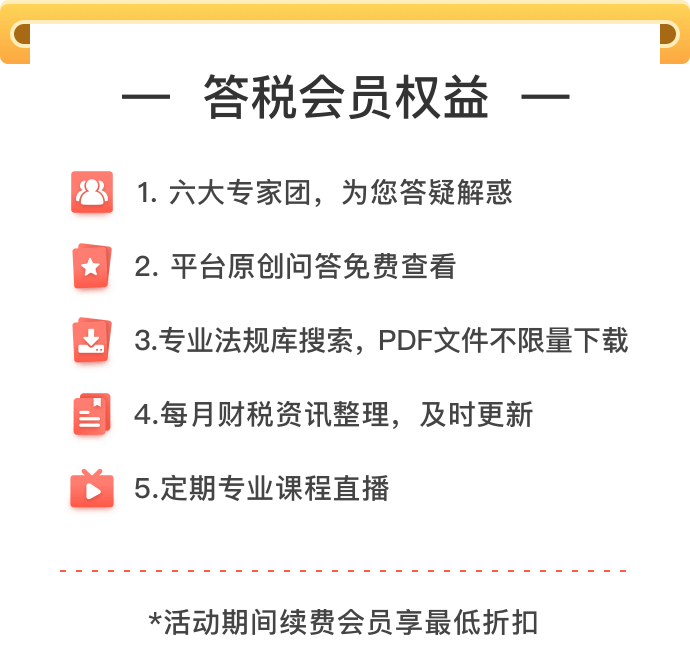 — 答税会员权益 —
1. 六大专家团，为您答疑解惑
2. 平台原创问答免费查看
3.专业法规库搜索，PDF文件不限量下载
4.每月财税资讯整理，及时更新
5.定期专业课程直播
*活动期间续费会员享最低折扣